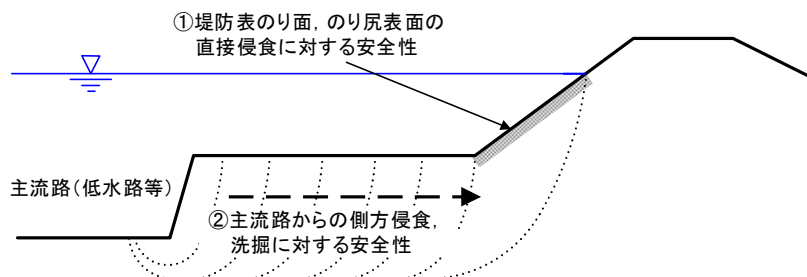 ①堤防表のり面，のり尻表面の
直接侵食に対する安全性
主流路（低水路等）
②主流路からの側方侵食，
洗掘に対する安全性